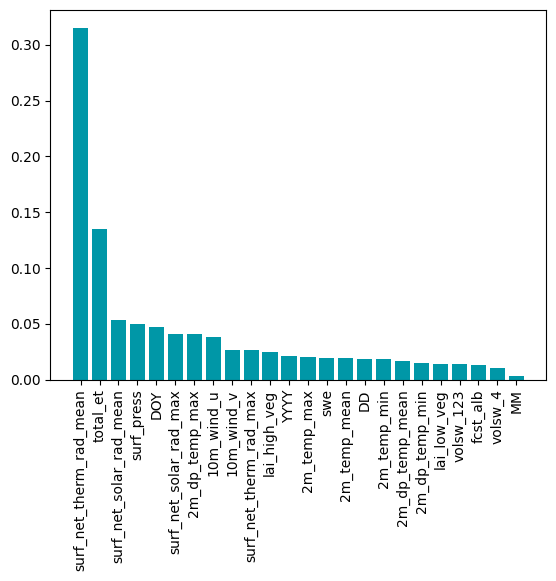 0.30
0.25
0.20
0.15
0.10
0.05
0.00
surf_net_therm_rad_mean
total_et
surf_net_solar_rad_mean
surf_press
DOY
surf_net_solar_rad_max
2m_dp_temp_max
10m_wind_u
10m_wind_v
surf_net_therm_rad_max
lai_high_veg
YYYY
2m_temp_max
swe
2m_temp_mean
DD
2m_temp_min
2m_dp_temp_mean
2m_dp_temp_min
lai_low_veg
volsw_123
fcst_alb
volsw_4
MM